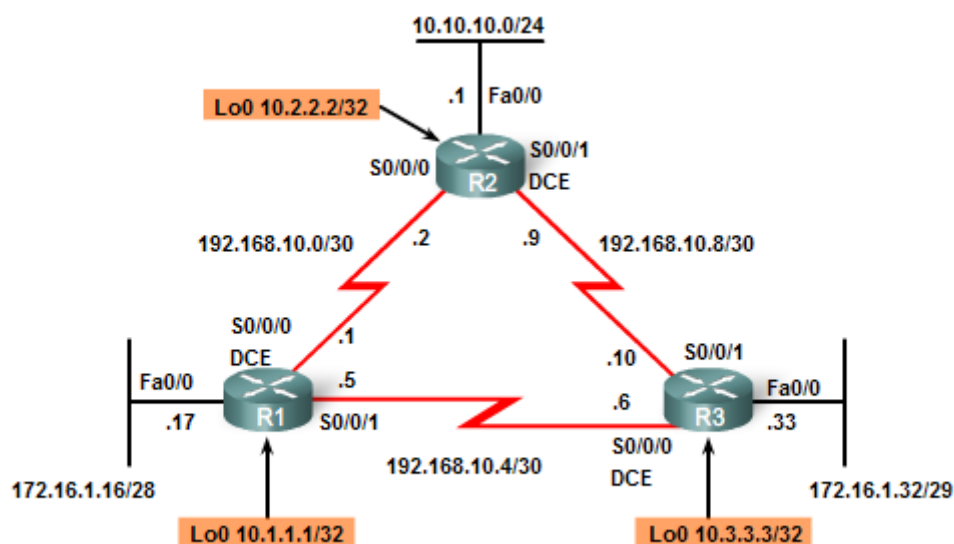 10.10.10.0/24
.1 Fa0/0
Lo0 10.2.2.2/32
S0/0/0
R2
S0/0/1
DCE
192.168.10.0/30
.2
.9
192.168.10.8/30
S0/0/0
DCE
.1
.10
S0/0/1
Fa0/0
.17
R1
.5
S0/0/1
.6
R3
Fa0/0
.33
192.168.10.4/30
S0/0/0
DCE
172.16.1.16/28
172.16.1.32/29
Lo0 10.1.1.1/32
Lo0 10.3.3.3/32